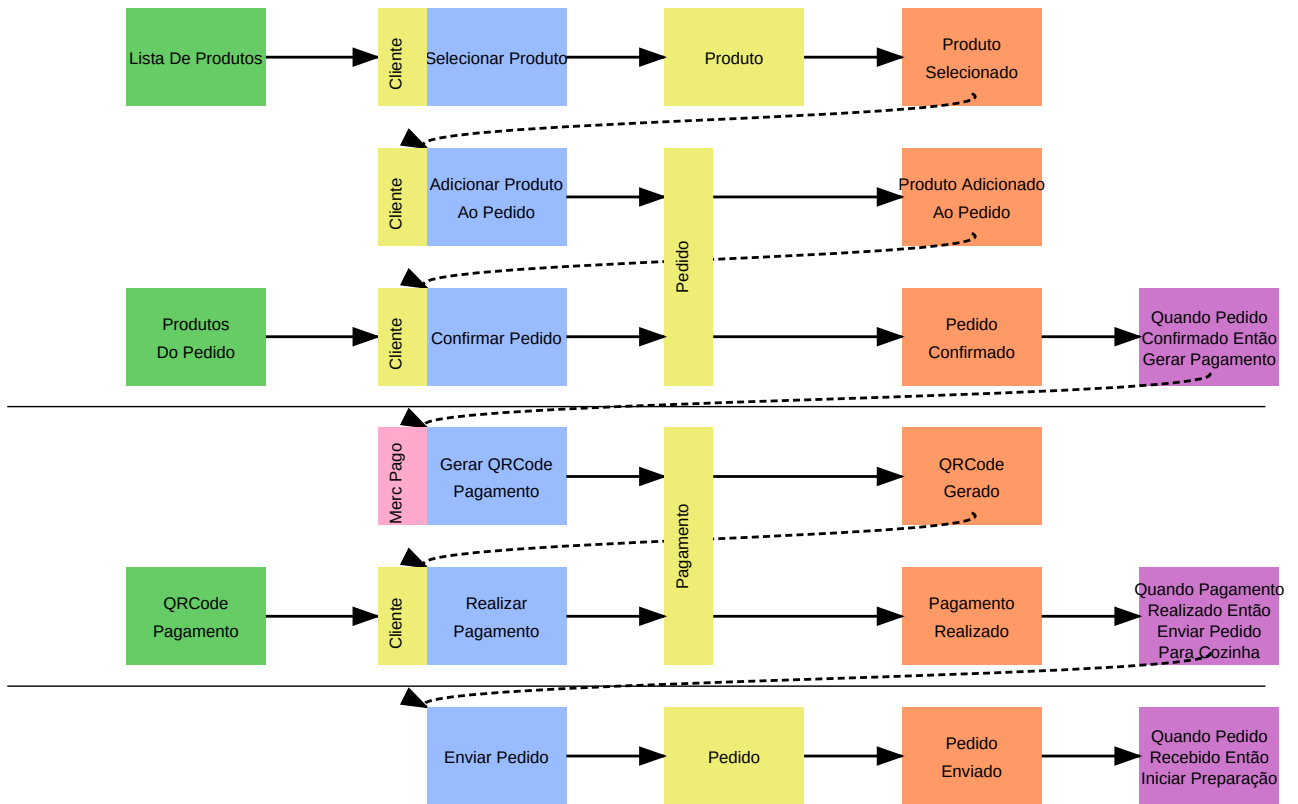 Lista De Produtos
Cliente
Selecionar Produto
Produto
Produto
Selecionado
Cliente
Adicionar Produto
Ao Pedido
Pedido
Produto Adicionado
Ao Pedido
Produtos
Do Pedido
Cliente
Confirmar Pedido
Pedido
Confirmado
Quando Pedido
Confirmado Então
Gerar Pagamento
Merc Pago
Gerar QRCode
Pagamento
Pagamento
QRCode
Gerado
QRCode
Pagamento
Cliente
Realizar
Pagamento
Pagamento
Realizado
Quando Pagamento
Realizado Então
Enviar Pedido
Para Cozinha
Enviar Pedido
Pedido
Pedido
Enviado
Quando Pedido
Recebido Então
Iniciar Preparação